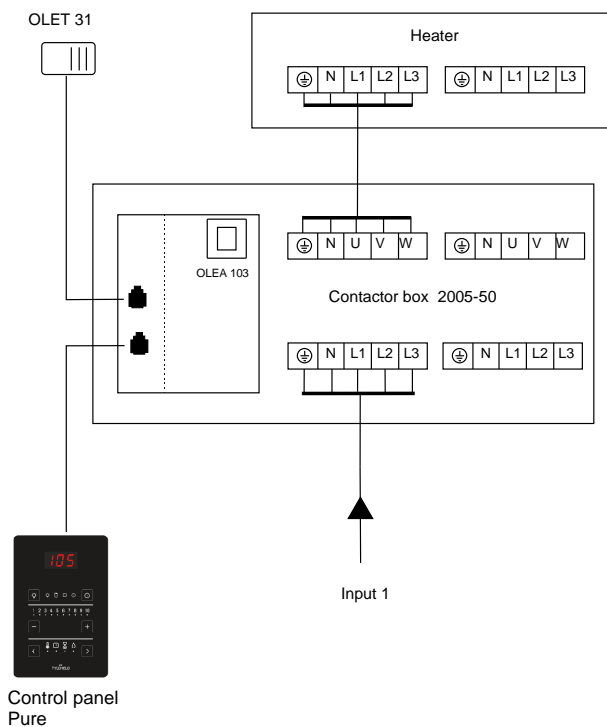 OLET 31
Heater
N L1 L2 L3
N L1 L2 L3
N U V W
N U V W
OLEA 103
Contactor box 2005-50
N L1 L2 L3
N L1 L2 L3
Input 1
105
1 2 3 4 5 6 7 8 9 10
− +
< >
TYLÖHELO
Control panel
Pure